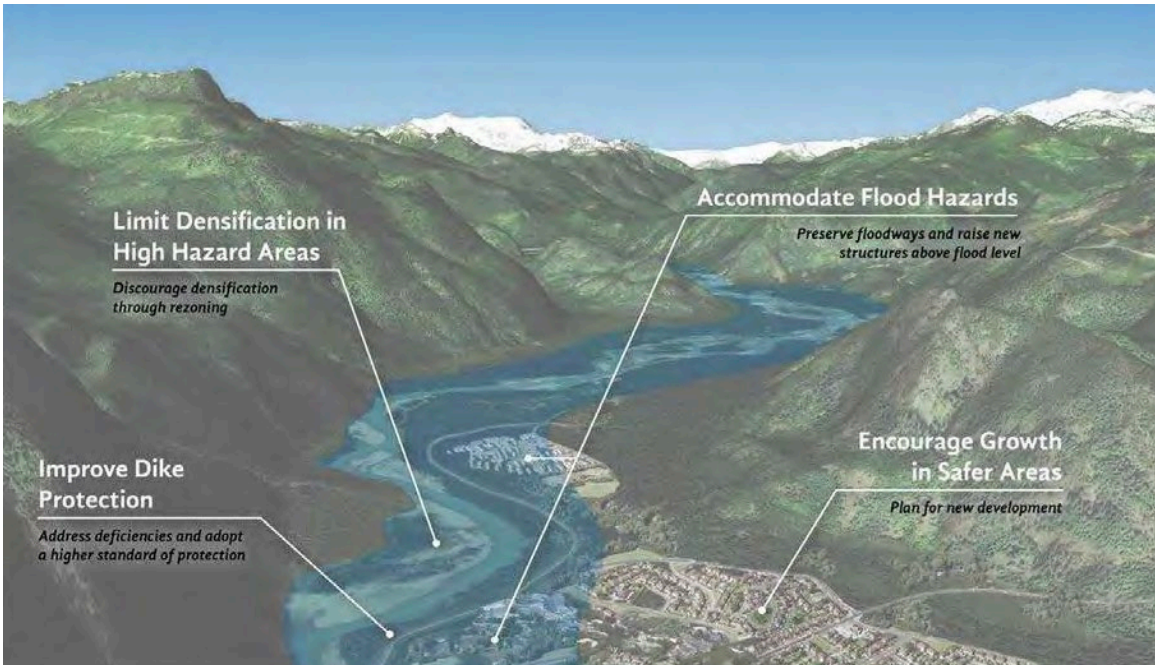 Limit Densification in
High Hazard Areas
Discourage densification
through rezoning
Accommodate Flood Hazards
Preserve floodways and raise new
structures above flood level
Improve Dike
Protection
Address deficiencies and adopt
a higher standard of protection
Encourage Growth
in Safer Areas
Plan for new development